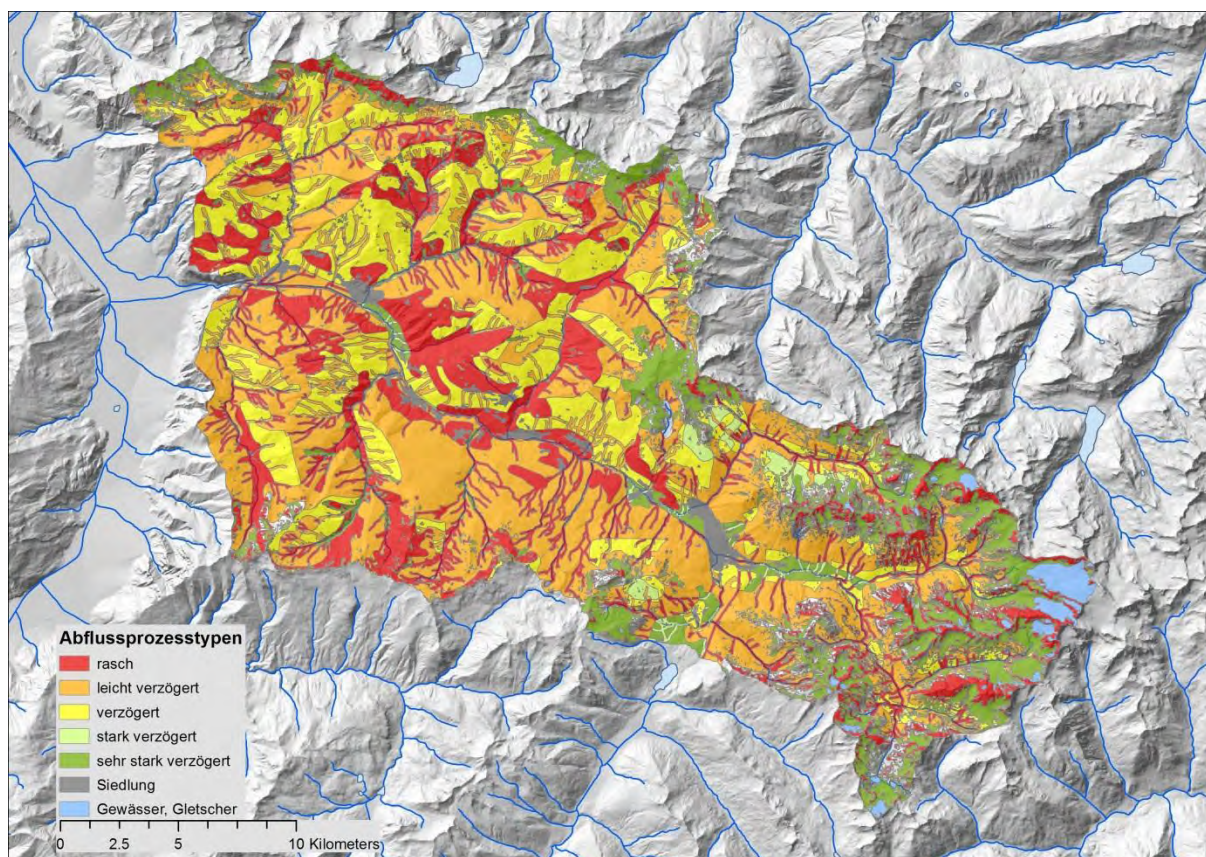 Abflussprozesstypen
rasch
leicht verzögert
verzögert
stark verzögert
sehr stark verzögert
Siedlung
Gewässer, Gletscher
0 2.5 5 10 Kilometers